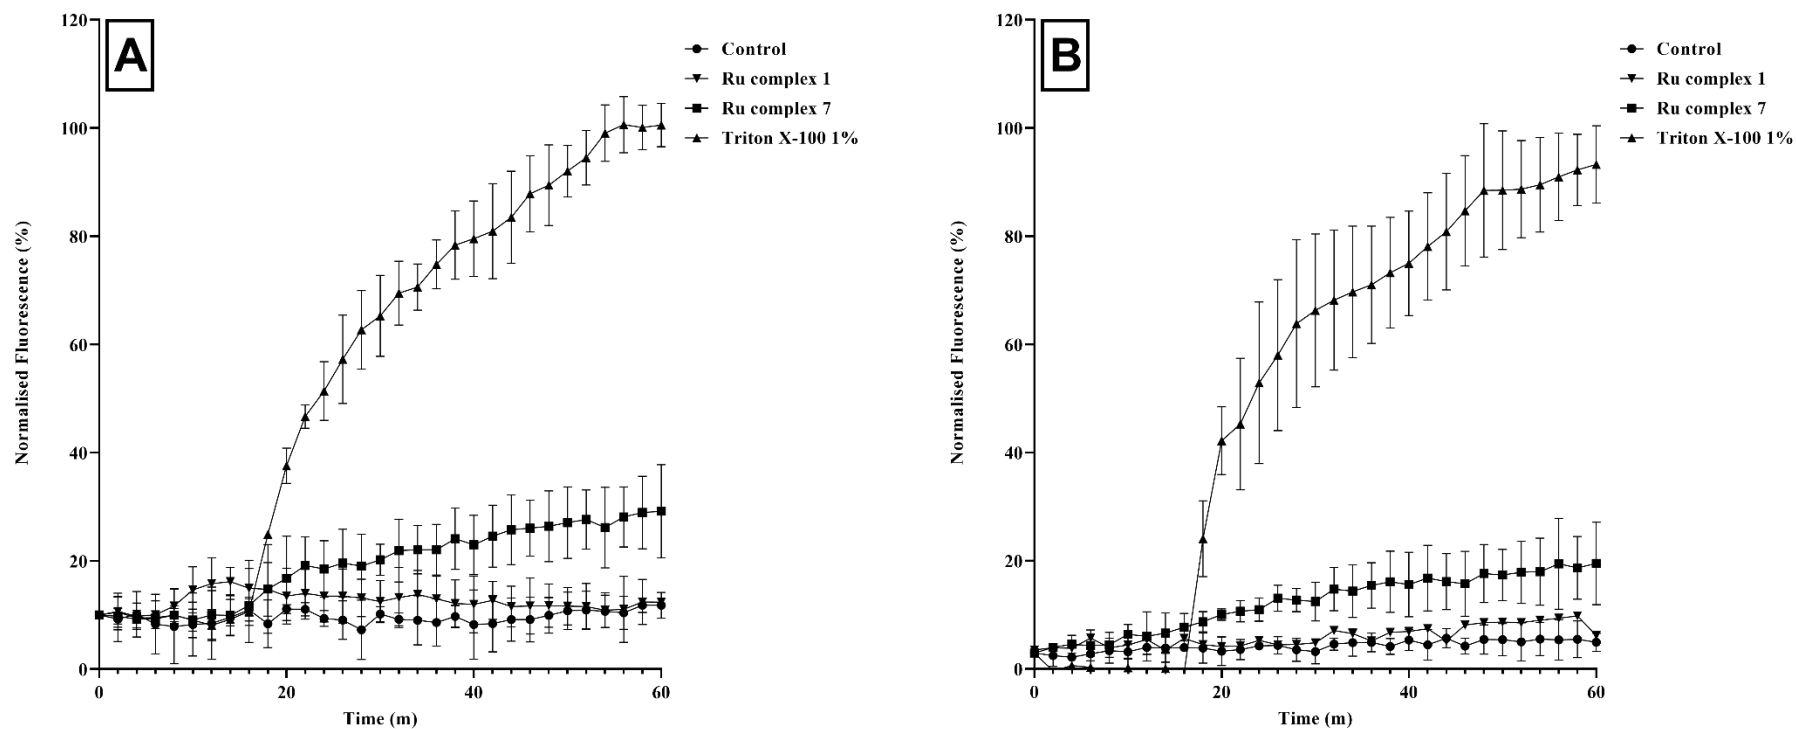 A
120
100
80
60
40
20
0
Normalised Fluorescence (%)
0 20 40 60
Time (m)
Control
Ru complex 1
Ru complex 7
Triton X-100 1%
B
120
100
80
60
40
20
0
Normalised Fluorescence (%)
0 20 40 60
Time (m)
Control
Ru complex 1
Ru complex 7
Triton X-100 1%